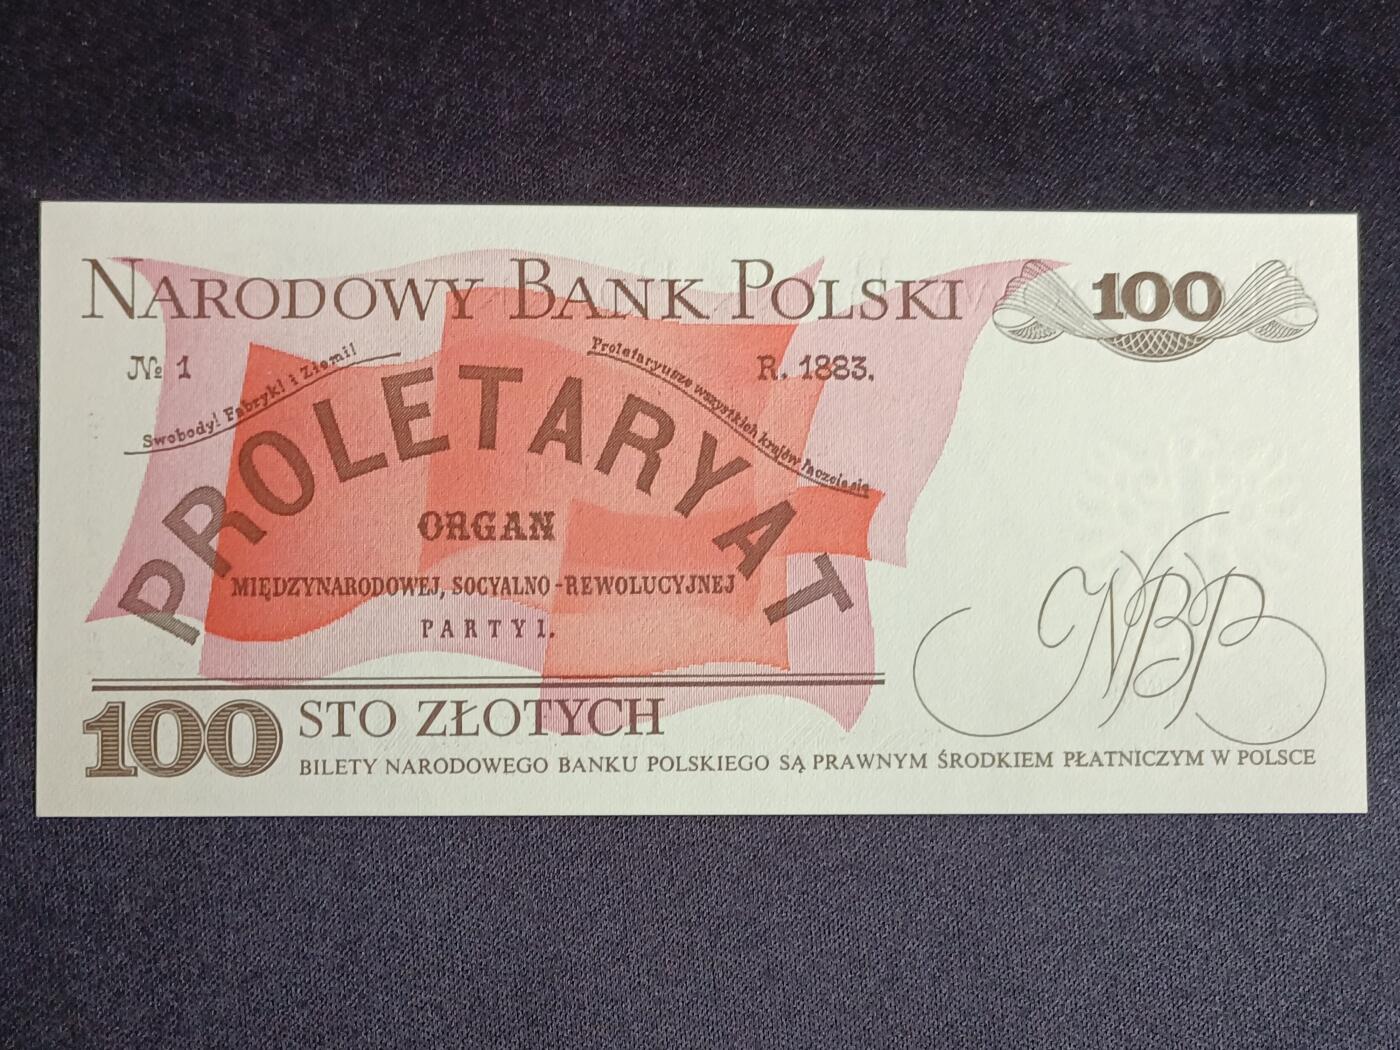 NARODOWY BANK POLSKI
100
№ 1
R. 1883.
Swobody! Fabryk! i Ziemi!
Proletaryusze wszystkich krajów łączcie się
PROLETARYAT
ORGAN
MIĘDZYNARODOWEJ, SOCYALNO-REWOLUCYJNEJ
PARTYI.
NBP
100 STO ZŁOTYCH
BILETY NARODOWEGO BANKU POLSKIEGO SĄ PRAWNYM ŚRODKIEM PŁATNICZYM W POLSCE